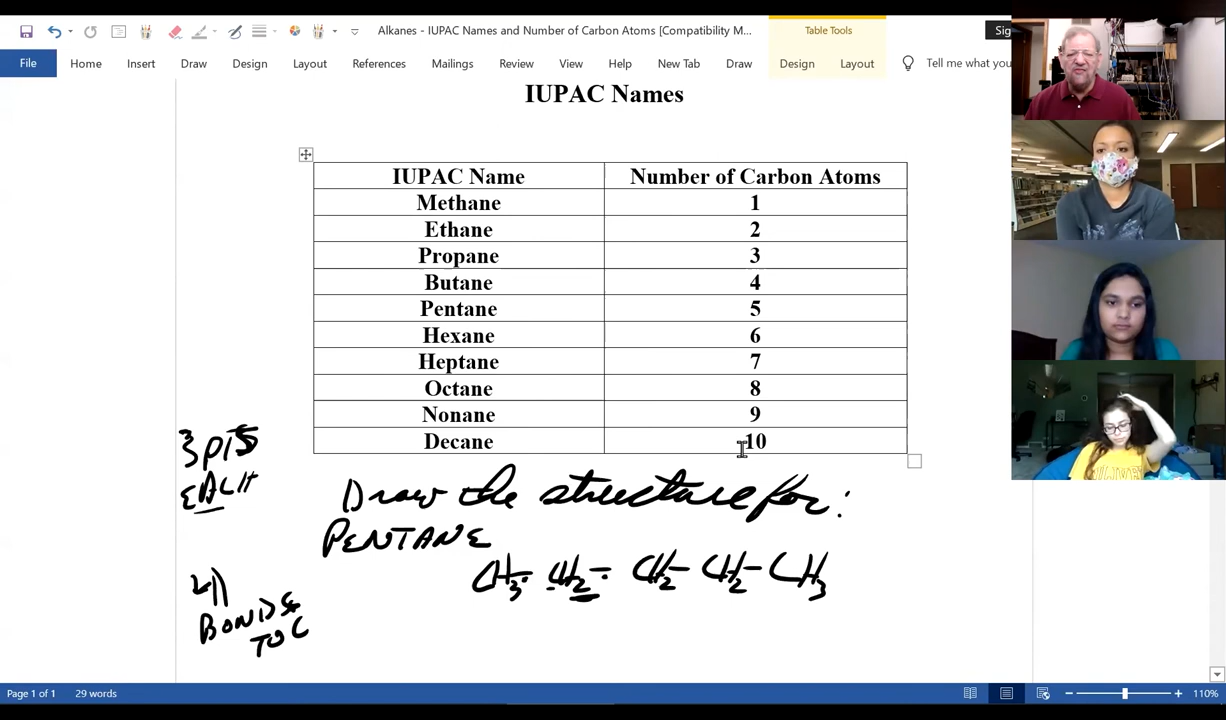 Alkanes - IUPAC Names and Number of Carbon Atoms [Compatibility M...
Table Tools
Sig
File Home Insert Draw Design Layout References Mailings Review View Help New Tab Draw Design Layout Tell me what you
IUPAC Names
IUPAC Name Number of Carbon Atoms
Methane 1
Ethane 2
Propane 3
Butane 4
Pentane 5
Hexane 6
Heptane 7
Octane 8
Nonane 9
Decane 10
3 PTS
EACH
Draw the structure for:
PENTANE
CH3-CH2-CH2-CH2-CH3
4
BONDS
TO C
Page 1 of 1 29 words 110%